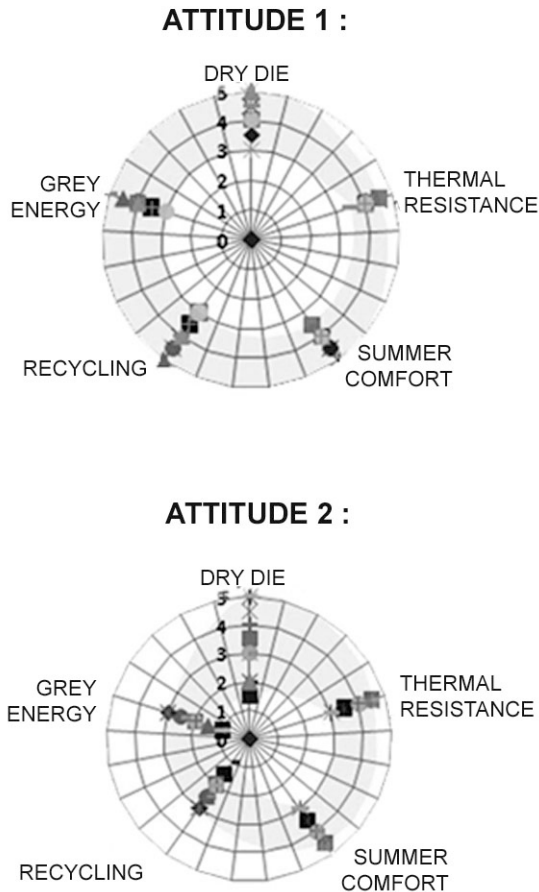 ATTITUDE 1 :
DRY DIE
5
4
3
2
1
0
GREY
ENERGY
THERMAL
RESISTANCE
RECYCLING
SUMMER
COMFORT
ATTITUDE 2 :
DRY DIE
5
4
3
2
1
0
GREY
ENERGY
THERMAL
RESISTANCE
RECYCLING
SUMMER
COMFORT